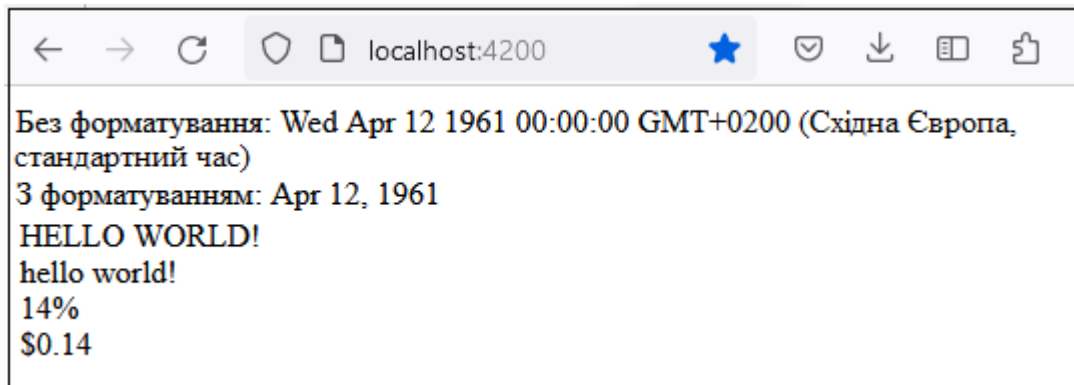 localhost:4200
Без форматування: Wed Apr 12 1961 00:00:00 GMT+0200 (Східна Європа,
стандартний час)
З форматуванням: Apr 12, 1961
HELLO WORLD!
hello world!
14%
$0.14